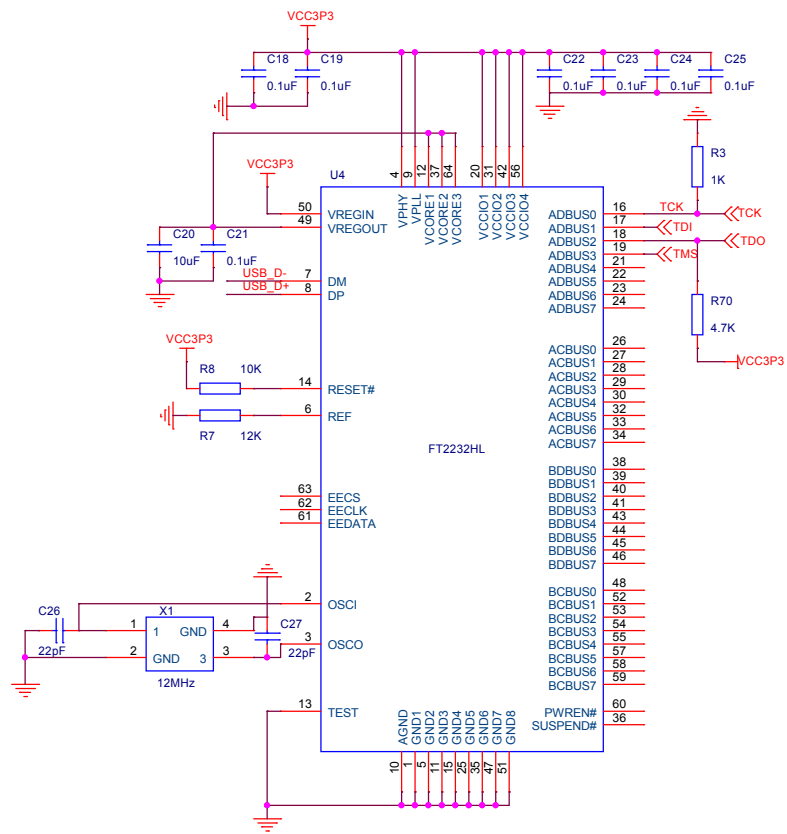 VCC3P3
C18 C19 C22 C23 C24 C25
0.1uF 0.1uF 0.1uF 0.1uF 0.1uF 0.1uF
R3
1K
VCC3P3
U4
4 9 12 37 64 20 31 42 56
VPHY VPLL VCORE1 VCORE2 VCORE3 VCCIO1 VCCIO2 VCCIO3 VCCIO4
50 VREGIN
49 VREGOUT
C20 C21
10uF 0.1uF
USB_D- 7 DM
USB_D+ 8 DP
ADBUS0 16 TCK TCK
ADBUS1 17 TDI
ADBUS2 18 TDO
ADBUS3 19 TMS
ADBUS4 21
ADBUS5 22
ADBUS6 23
ADBUS7 24
R70
4.7K
VCC3P3
VCC3P3
R8 10K
14 RESET#
6 REF
R7 12K
ACBUS0 26
ACBUS1 27
ACBUS2 28
ACBUS3 29
ACBUS4 30
ACBUS5 32
ACBUS6 33
ACBUS7 34
FT2232HL
63 EECS
62 EECLK
61 EEDATA
BDBUS0 38
BDBUS1 39
BDBUS2 40
BDBUS3 41
BDBUS4 43
BDBUS5 44
BDBUS6 45
BDBUS7 46
BCBUS0 48
BCBUS1 52
BCBUS2 53
BCBUS3 54
BCBUS4 55
BCBUS5 57
BCBUS6 58
BCBUS7 59
2 OSCI
3 OSCO
C26
22pF
X1
1 1 GND 4
2 GND 3 3
12MHz
C27
22pF
13 TEST
PWREN# 60
SUSPEND# 36
AGND GND1 GND2 GND3 GND4 GND5 GND6 GND7 GND8
10 1 5 11 15 25 35 47 51